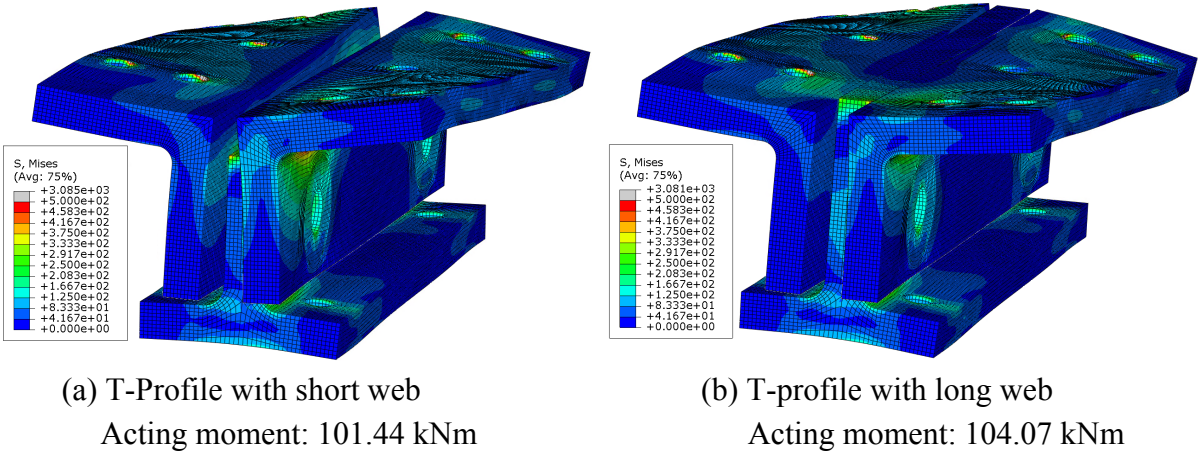 S, Mises
(Avg: 75%)
+3.085e+03
+5.000e+02
+4.583e+02
+4.167e+02
+3.750e+02
+3.333e+02
+2.917e+02
+2.500e+02
+2.083e+02
+1.667e+02
+1.250e+02
+8.333e+01
+4.167e+01
+0.000e+00
(a) T-Profile with short web
Acting moment: 101.44 kNm
S, Mises
(Avg: 75%)
+3.081e+03
+5.000e+02
+4.583e+02
+4.167e+02
+3.750e+02
+3.333e+02
+2.917e+02
+2.500e+02
+2.083e+02
+1.667e+02
+1.250e+02
+8.333e+01
+4.167e+01
+0.000e+00
(b) T-profile with long web
Acting moment: 104.07 kNm